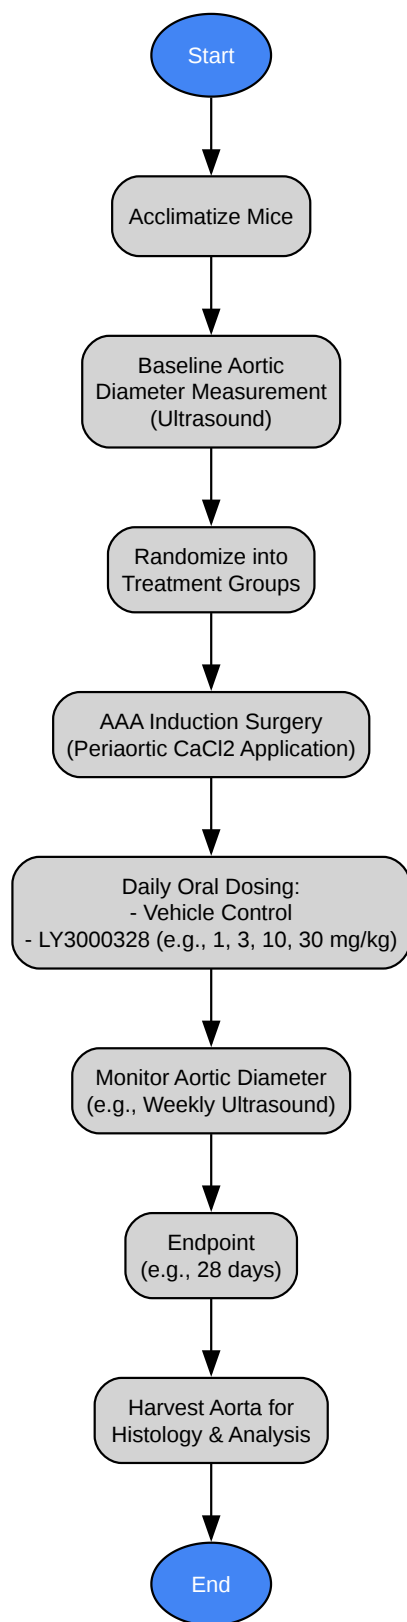 Start
Acclimatize Mice
Baseline Aortic
Diameter Measurement
(Ultrasound)
Randomize into
Treatment Groups
AAA Induction Surgery
(Periaortic CaCl2 Application)
Daily Oral Dosing:
- Vehicle Control
- LY3000328 (e.g., 1, 3, 10, 30 mg/kg)
Monitor Aortic Diameter
(e.g., Weekly Ultrasound)
Endpoint
(e.g., 28 days)
Harvest Aorta for
Histology & Analysis
End